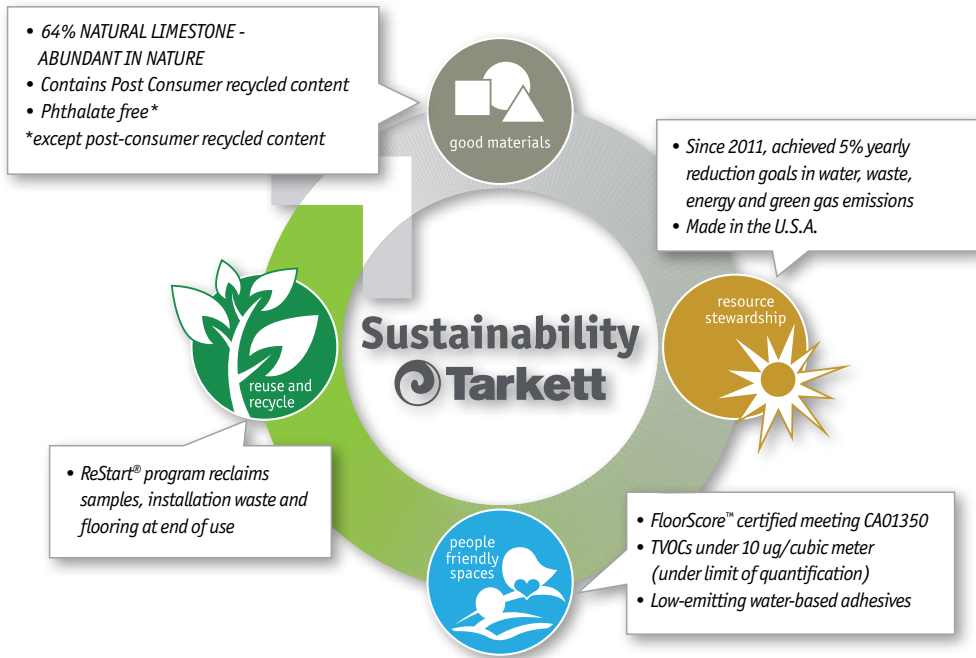 • 64% NATURAL LIMESTONE -
ABUNDANT IN NATURE
• Contains Post Consumer recycled content
• Phthalate free*
*except post-consumer recycled content
good materials
• Since 2011, achieved 5% yearly
reduction goals in water, waste,
energy and green gas emissions
• Made in the U.S.A.
resource
stewardship
Sustainability
Tarkett
reuse and
recycle
• ReStart® program reclaims
samples, installation waste and
flooring at end of use
people
friendly
spaces
• FloorScore™ certified meeting CA01350
• TVOCs under 10 ug/cubic meter
(under limit of quantification)
• Low-emitting water-based adhesives